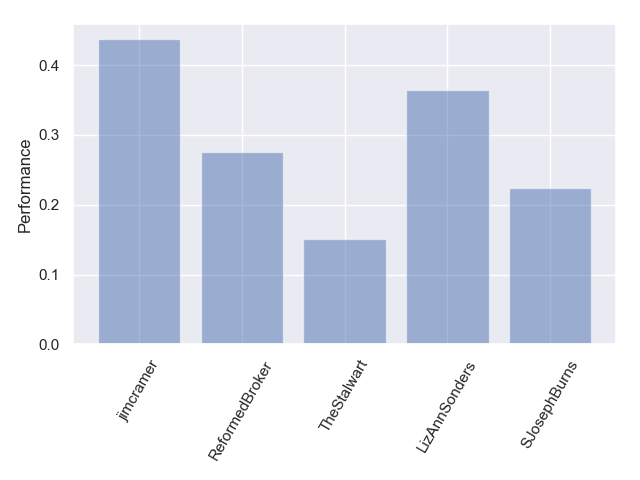 Performance
0.4
0.3
0.2
0.1
0.0
jimcramer
ReformedBroker
TheStalwart
LizAnnSonders
SJosephBurns